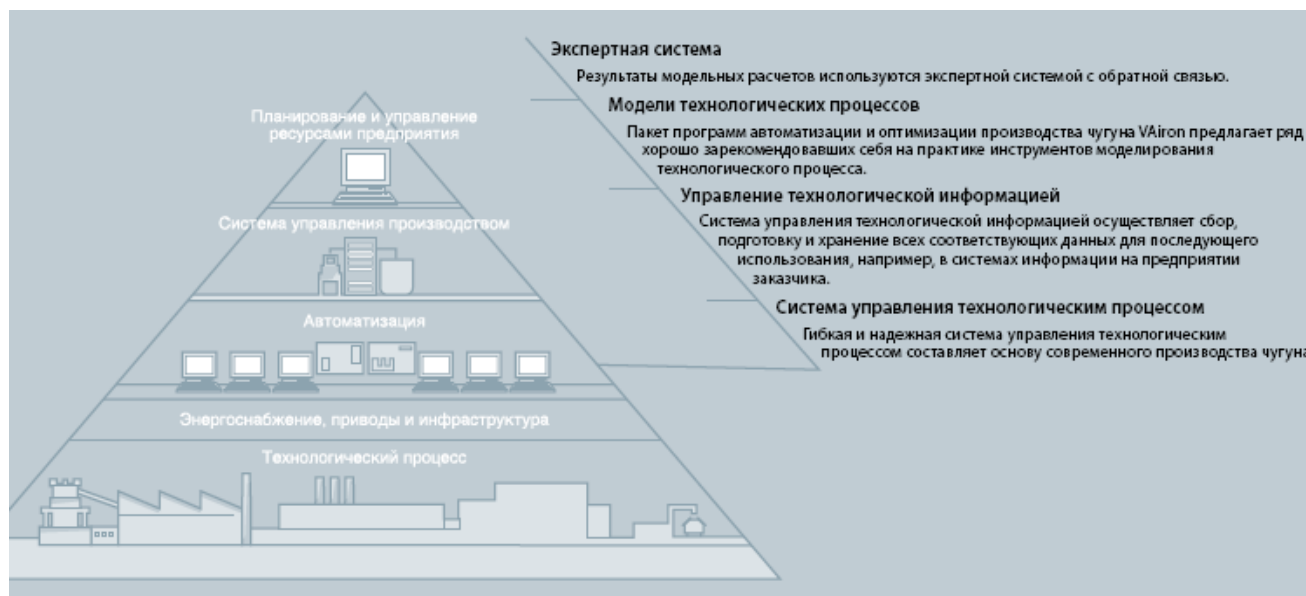 Экспертная система
Результаты модельных расчетов используются экспертной системой с обратной связью.
Модели технологических процессов
Пакет программ автоматизации и оптимизации производства чугуна VAiron предлагает ряд
хорошо зарекомендовавших себя на практике инструментов моделирования
технологического процесса.
Управление технологической информацией
Система управления технологической информацией осуществляет сбор,
подготовку и хранение всех соответствующих данных для последующего
использования, например, в системах информации на предприятии
заказчика.
Система управления технологическим процессом
Гибкая и надежная система управления технологическим
процессом составляет основу современного производства чугуна
Планирование и управление
ресурсами предприятия
Система управления производством
Автоматизация
Энергоснабжение, приводы и инфраструктура
Технологический процесс